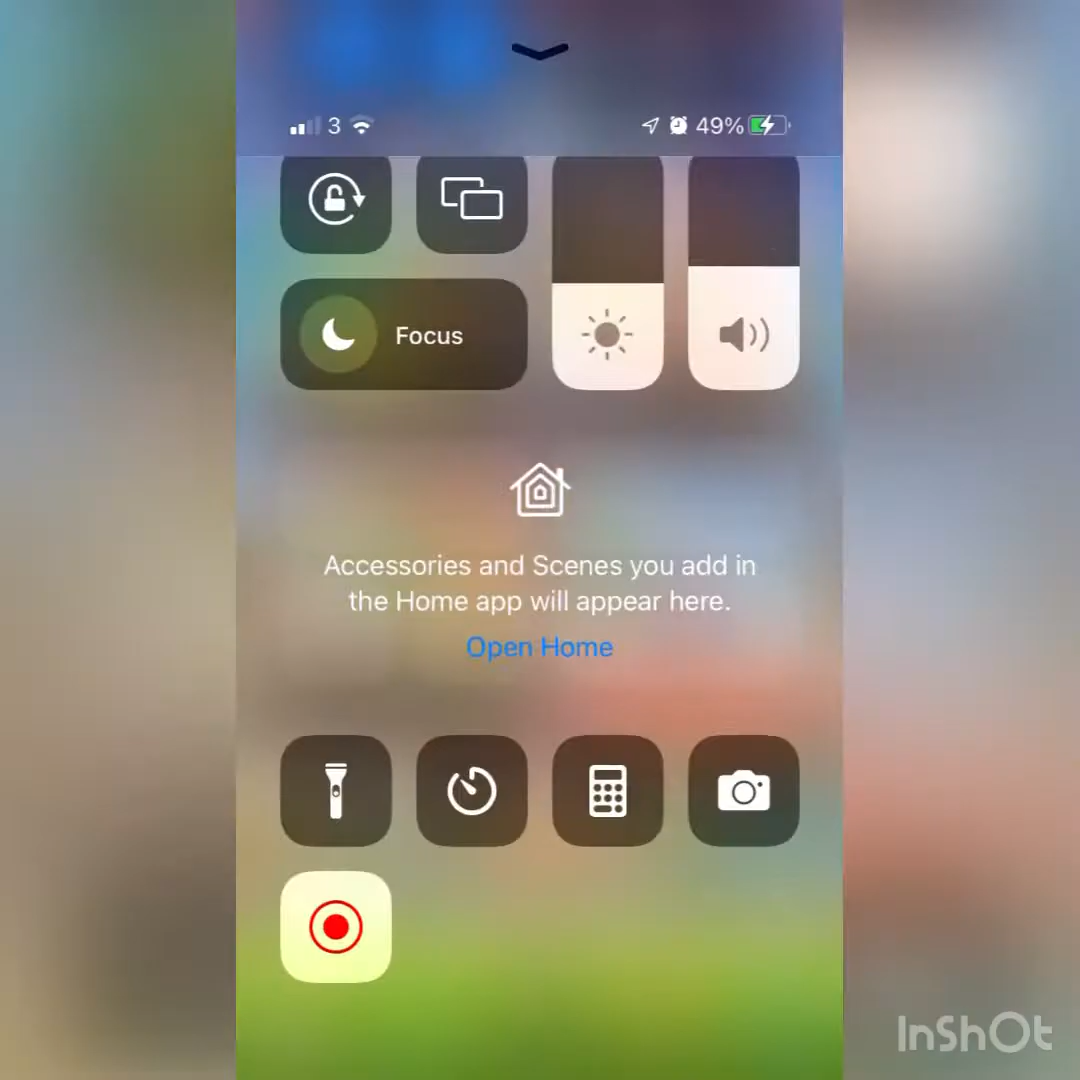 3 49%
Focus
Accessories and Scenes you add in
the Home app will appear here.
Open Home
InShOt